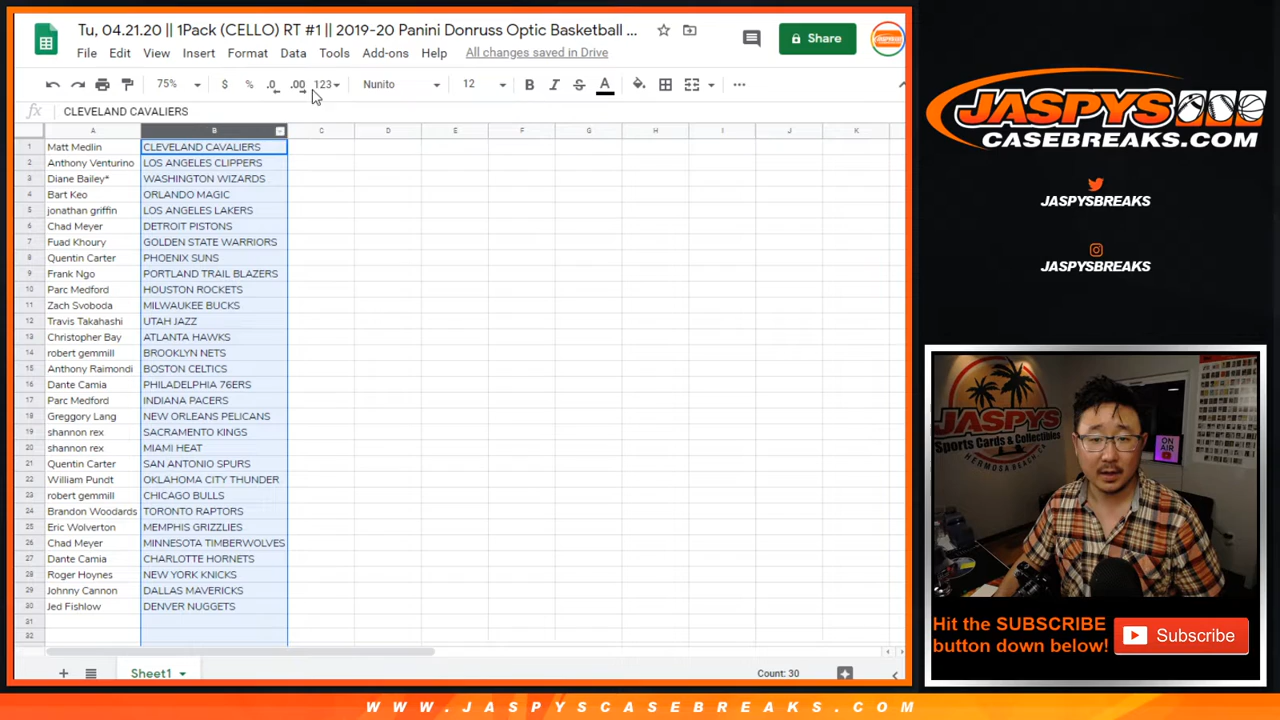 Tu, 04.21.20 || 1Pack (CELLO) RT #1 || 2019-20 Panini Donruss Optic Basketball ...
File Edit View Insert Format Data Tools Add-ons Help All changes saved in Drive
Share
75% $ % .0 .00 123 Nunito 12 B I S A
fx CLEVELAND CAVALIERS
A B C D E F G H I J K
1 Matt Medlin CLEVELAND CAVALIERS
2 Anthony Venturino LOS ANGELES CLIPPERS
3 Diane Bailey* WASHINGTON WIZARDS
4 Bart Keo ORLANDO MAGIC
5 jonathan griffin LOS ANGELES LAKERS
6 Chad Meyer DETROIT PISTONS
7 Fuad Khoury GOLDEN STATE WARRIORS
8 Quentin Carter PHOENIX SUNS
9 Frank Ngo PORTLAND TRAIL BLAZERS
10 Parc Medford HOUSTON ROCKETS
11 Zach Svoboda MILWAUKEE BUCKS
12 Travis Takahashi UTAH JAZZ
13 Christopher Bay ATLANTA HAWKS
14 robert gemmill BROOKLYN NETS
15 Anthony Raimondi BOSTON CELTICS
16 Dante Camia PHILADELPHIA 76ERS
17 Parc Medford INDIANA PACERS
18 Greggory Lang NEW ORLEANS PELICANS
19 shannon rex SACRAMENTO KINGS
20 shannon rex MIAMI HEAT
21 Quentin Carter SAN ANTONIO SPURS
22 William Pundt OKLAHOMA CITY THUNDER
23 robert gemmill CHICAGO BULLS
24 Brandon Woodards TORONTO RAPTORS
25 Eric Wolverton MEMPHIS GRIZZLIES
26 Chad Meyer MINNESOTA TIMBERWOLVES
27 Dante Camia CHARLOTTE HORNETS
28 Roger Hoynes NEW YORK KNICKS
29 Johnny Cannon DALLAS MAVERICKS
30 Jed Fishlow DENVER NUGGETS
31
32
Sheet1
Count: 30
JASPYS
CASEBREAKS.COM
JASPYSBREAKS
JASPYSBREAKS
JASPYS
Sports Cards & Collectibles
HERMOSA BEACH, CA
ON AIR
Hit the SUBSCRIBE
button down below!
Subscribe
WWW.JASPYSCASEBREAKS.COM